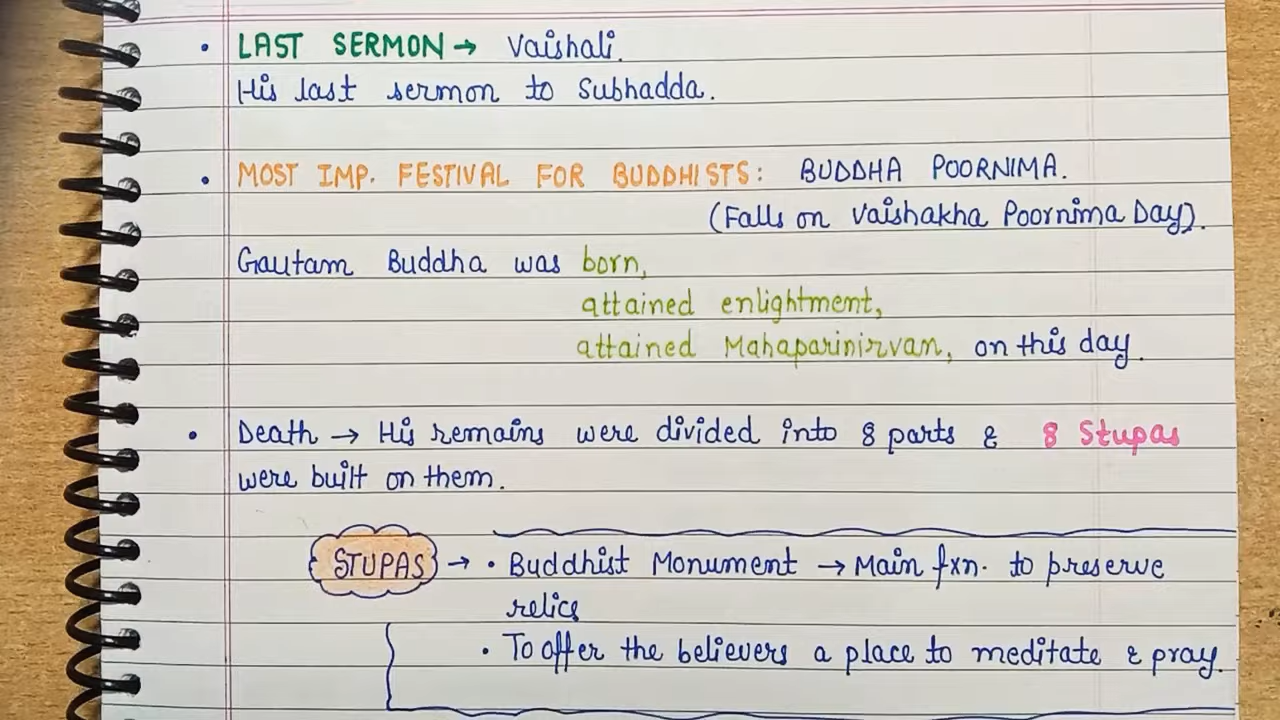 • LAST SERMON → Vaishali.
His last sermon to Subhadda.
• MOST IMP. FESTIVAL FOR BUDDHISTS: BUDDHA POORNIMA.
(Falls on Vaishakha Poornima Day).
Gautam Buddha was born,
attained enlightment,
attained Mahaparinirvan, on this day.
• Death → His remains were divided into 8 parts & 8 Stupas
were built on them.
STUPAS → • Buddhist Monument → Main fxn. to preserve
relics
• To offer the believers a place to meditate & pray.